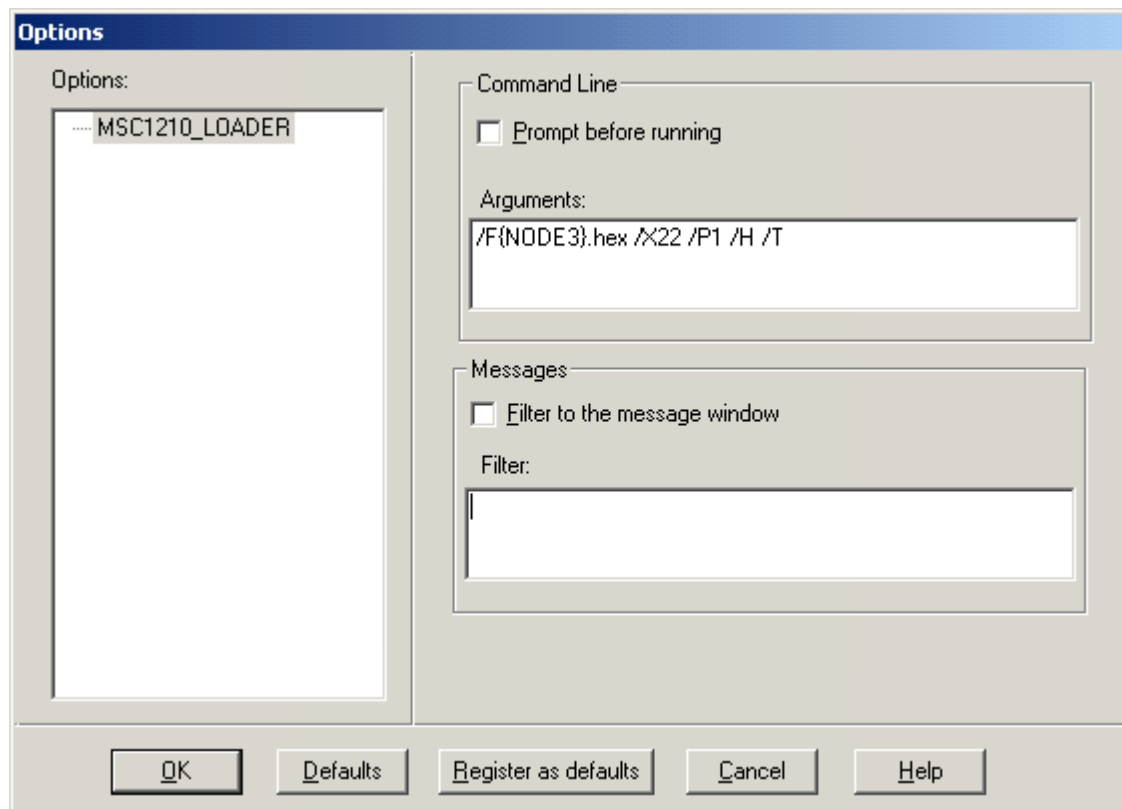 Options
Options:
MSC1210_LOADER
Command Line
Prompt before running
Arguments:
/F{NODE3}.hex /X22 /P1 /H /T
Messages
Filter to the message window
Filter:
OK
Defaults
Register as defaults
Cancel
Help